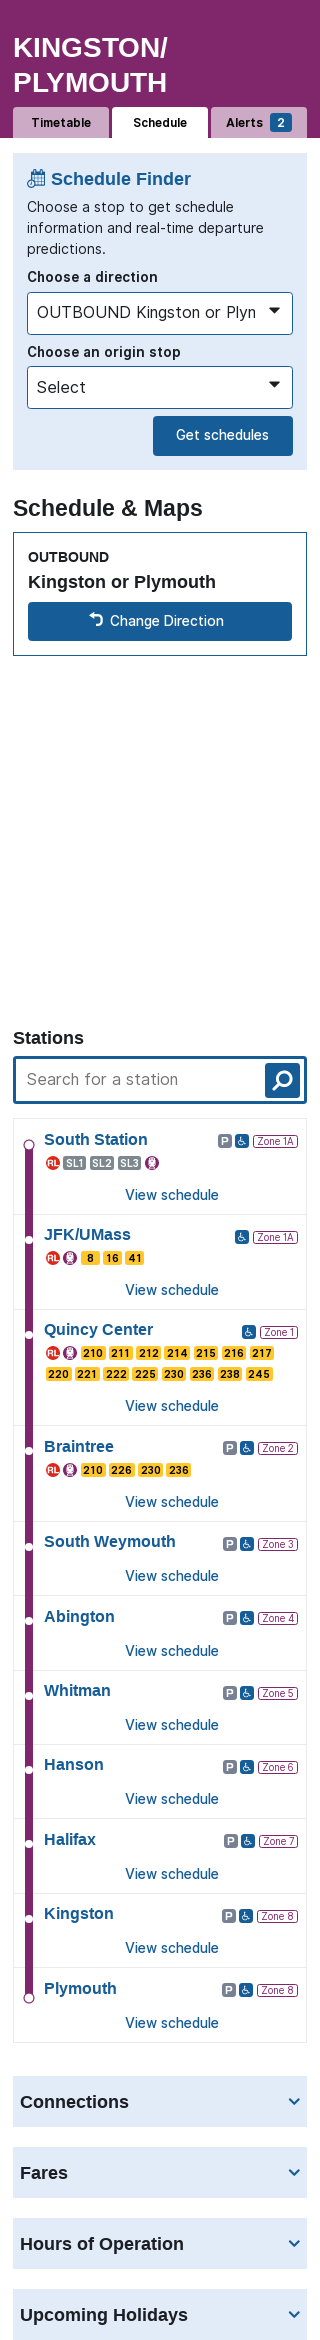 KINGSTON/
PLYMOUTH
Timetable Schedule Alerts 2
Schedule Finder
Choose a stop to get schedule
information and real-time departure
predictions.
Choose a direction
OUTBOUND Kingston or Plyn
Choose an origin stop
Select
Get schedules
Schedule & Maps
OUTBOUND
Kingston or Plymouth
Change Direction
Stations
Search for a station
South Station P Zone 1A
RL SL1 SL2 SL3
View schedule
JFK/UMass Zone 1A
RL 8 16 41
View schedule
Quincy Center Zone 1
RL 210 211 212 214 215 216 217
220 221 222 225 230 236 238 245
View schedule
Braintree P Zone 2
RL 210 226 230 236
View schedule
South Weymouth P Zone 3
View schedule
Abington P Zone 4
View schedule
Whitman P Zone 5
View schedule
Hanson P Zone 6
View schedule
Halifax P Zone 7
View schedule
Kingston P Zone 8
View schedule
Plymouth P Zone 8
View schedule
Connections
Fares
Hours of Operation
Upcoming Holidays